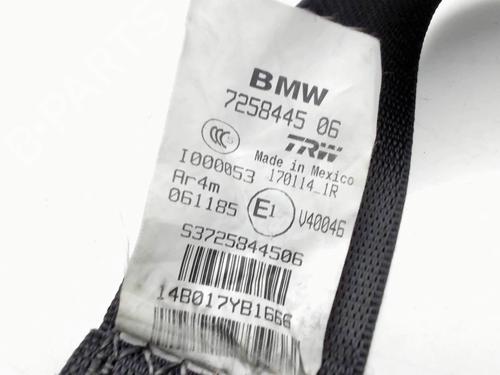 BMW
7258445 06
TRW
Made in Mexico
I000053 170114_1R
Ar4m
061185 E1 V40046
S3725844506
14B017YB1666